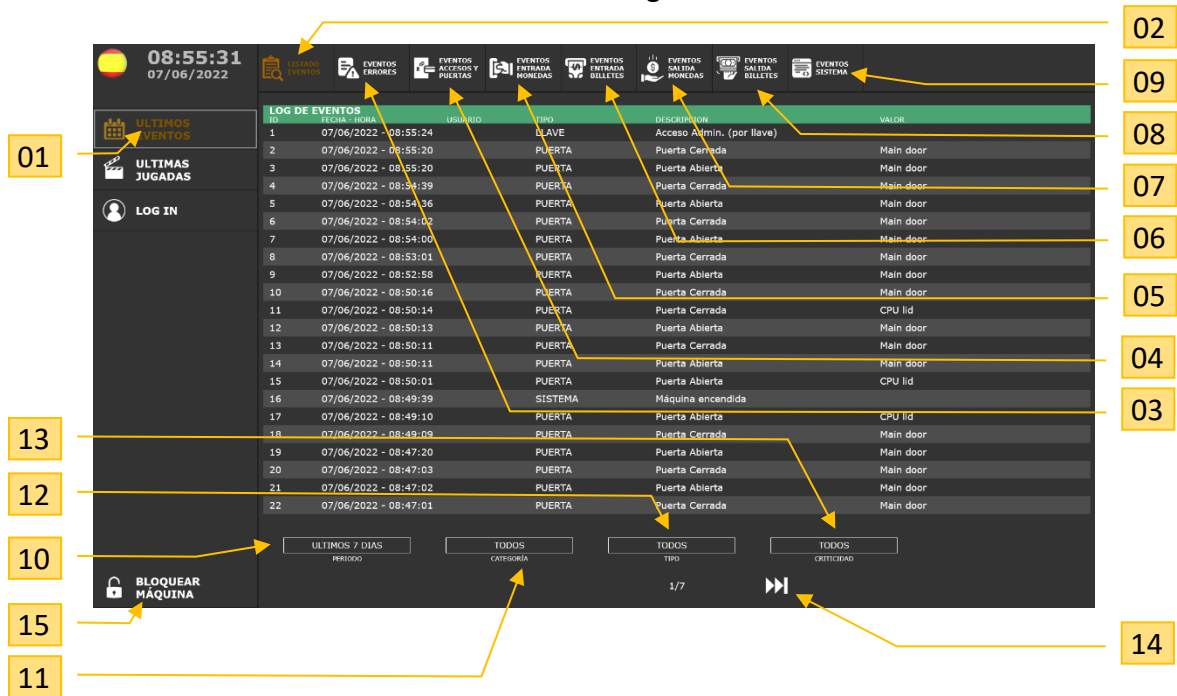 02
08:55:31
07/06/2022
LISTADO EVENTOS
EVENTOS ERRORES
EVENTOS ACCESOS Y PUERTAS
EVENTOS ENTRADA MONEDAS
EVENTOS ENTRADA BILLETES
EVENTOS SALIDA MONEDAS
EVENTOS SALIDA BILLETES
EVENTOS SISTEMA
09
01
ULTIMOS
EVENTOS
ULTIMAS
JUGADAS
LOG IN
LOG DE EVENTOS
ID FECHA - HORA USUARIO TIPO DESCRIPCION VALOR
1 07/06/2022 - 08:55:24 LLAVE Acceso Admin. (por llave)
2 07/06/2022 - 08:55:20 PUERTA Puerta Cerrada Main door
3 07/06/2022 - 08:55:20 PUERTA Puerta Abierta Main door
4 07/06/2022 - 08:54:39 PUERTA Puerta Cerrada Main door
5 07/06/2022 - 08:54:36 PUERTA Puerta Abierta Main door
6 07/06/2022 - 08:54:02 PUERTA Puerta Cerrada Main door
7 07/06/2022 - 08:54:00 PUERTA Puerta Abierta Main door
8 07/06/2022 - 08:53:01 PUERTA Puerta Cerrada Main door
9 07/06/2022 - 08:52:58 PUERTA Puerta Abierta Main door
10 07/06/2022 - 08:50:16 PUERTA Puerta Cerrada Main door
11 07/06/2022 - 08:50:14 PUERTA Puerta Cerrada CPU lid
12 07/06/2022 - 08:50:13 PUERTA Puerta Abierta Main door
13 07/06/2022 - 08:50:11 PUERTA Puerta Cerrada Main door
14 07/06/2022 - 08:50:11 PUERTA Puerta Abierta Main door
15 07/06/2022 - 08:50:01 PUERTA Puerta Abierta CPU lid
16 07/06/2022 - 08:49:39 SISTEMA Máquina encendida
17 07/06/2022 - 08:49:10 PUERTA Puerta Abierta CPU lid
18 07/06/2022 - 08:49:09 PUERTA Puerta Cerrada Main door
19 07/06/2022 - 08:47:20 PUERTA Puerta Abierta Main door
20 07/06/2022 - 08:47:03 PUERTA Puerta Cerrada Main door
21 07/06/2022 - 08:47:02 PUERTA Puerta Abierta Main door
22 07/06/2022 - 08:47:01 PUERTA Puerta Cerrada Main door
08
07
06
05
04
03
13
12
10
ULTIMOS 7 DIAS TODOS TODOS TODOS
PERIODO CATEGORÍA TIPO CRITICIDAD
1/7
BLOQUEAR
MÁQUINA
15
14
11